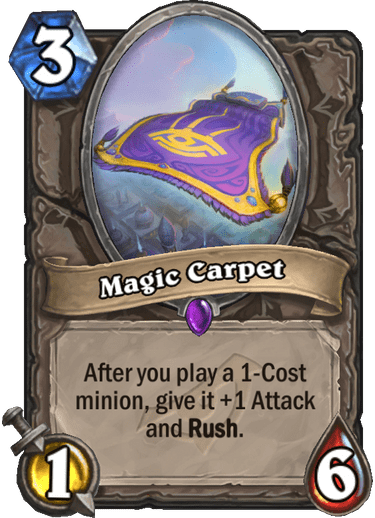 3
Magic Carpet
After you play a 1-Cost
minion, give it +1 Attack
and Rush.
1
6